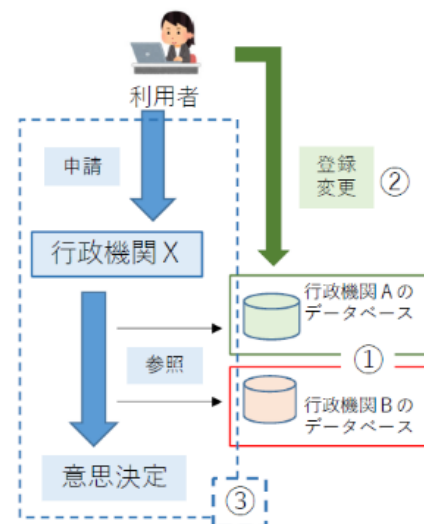 利用者
申請
登録
変更
②
行政機関X
行政機関Aの
データベース
①
参照
行政機関Bの
データベース
意思決定
③